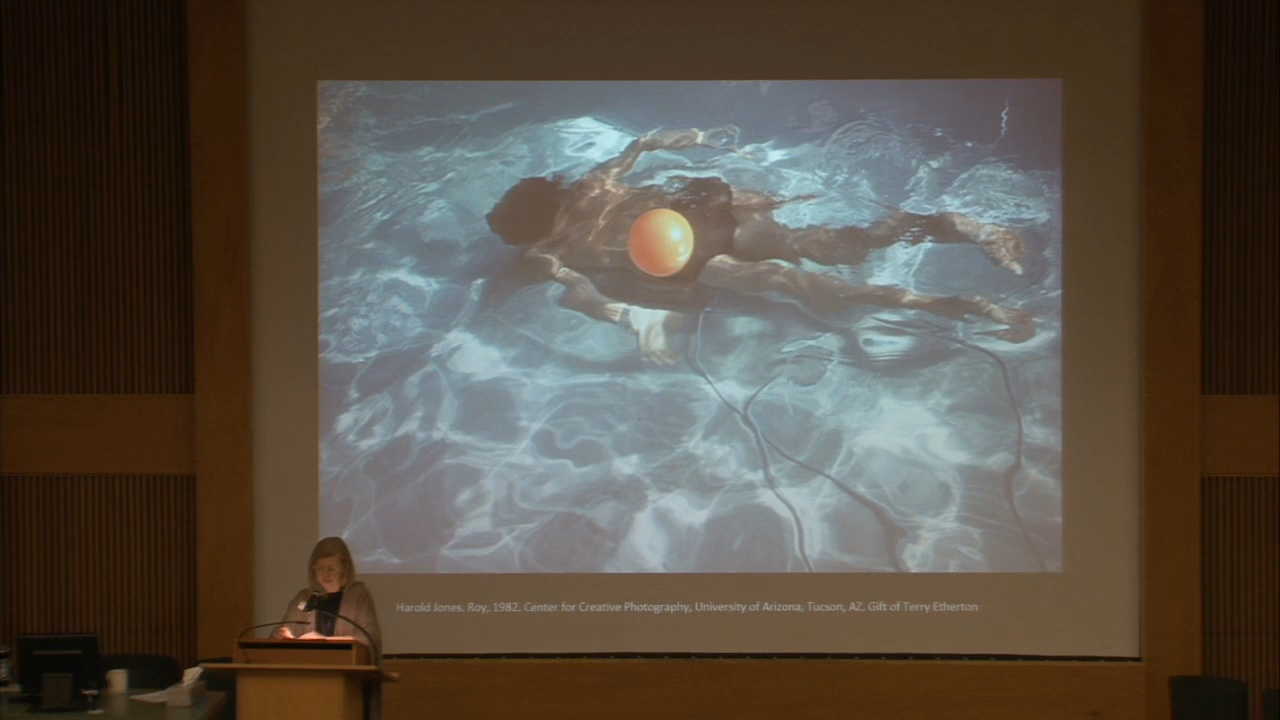 Harold Jones. Roy, 1982. Center for Creative Photography, University of Arizona, Tucson, AZ. Gift of Terry Etherton